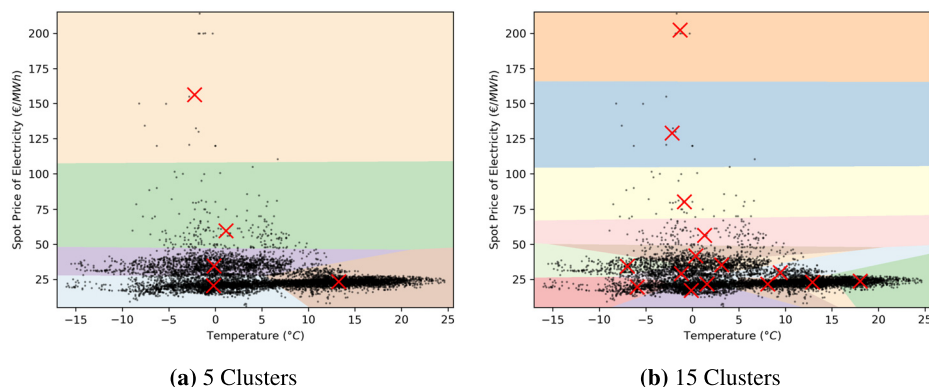 200
175
150
125
100
75
50
25
Spot Price of Electricity (€/MWh)
−15 −10 −5 0 5 10 15 20 25
Temperature (°C)
(a) 5 Clusters
200
175
150
125
100
75
50
25
Spot Price of Electricity (€/MWh)
−15 −10 −5 0 5 10 15 20 25
Temperature (°C)
(b) 15 Clusters